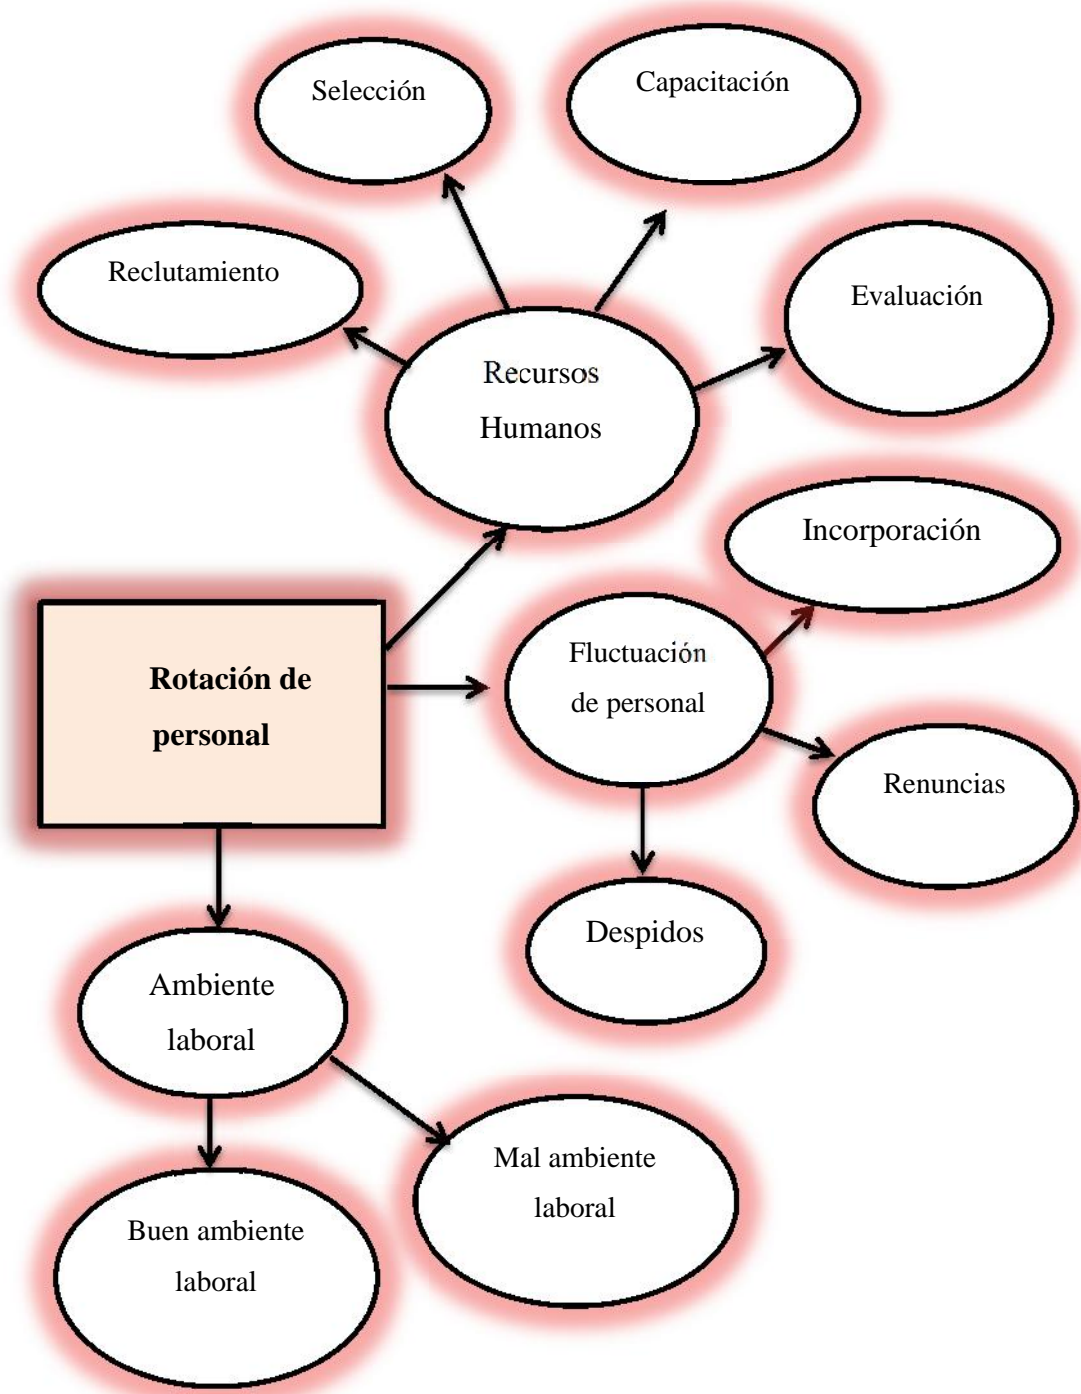 Selección
Capacitación
Reclutamiento
Evaluación
Recursos
Humanos
Incorporación
Fluctuación
de personal
Rotación de
personal
Renuncias
Despidos
Ambiente
laboral
Mal ambiente
laboral
Buen ambiente
laboral